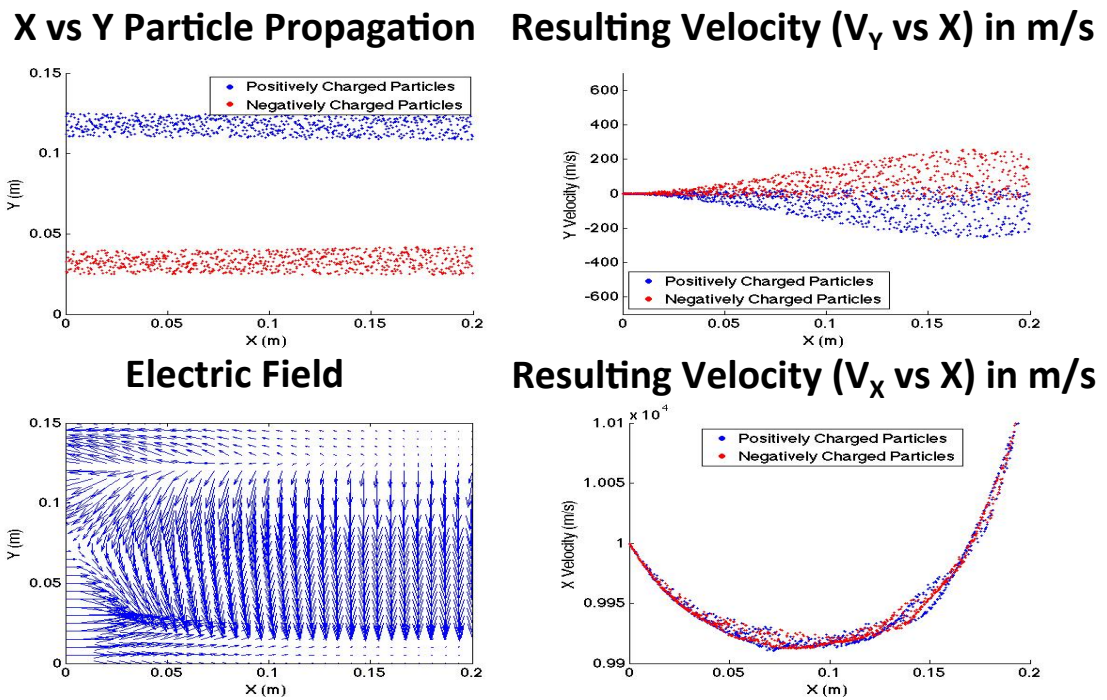 X vs Y Particle Propagation
0.15
0.1
0.05
0
Y (m)
Positively Charged Particles
Negatively Charged Particles
0 0.05 0.1 0.15 0.2
X (m)
Resulting Velocity (VY vs X) in m/s
600
400
200
0
-200
-400
-600
Y Velocity (m/s)
Positively Charged Particles
Negatively Charged Particles
0 0.05 0.1 0.15 0.2
X (m)
Electric Field
0.15
0.1
0.05
0
Y (m)
0 0.05 0.1 0.15 0.2
X (m)
Resulting Velocity (VX vs X) in m/s
x 10^4
1.01
1.005
1
0.995
0.99
X Velocity (m/s)
Positively Charged Particles
Negatively Charged Particles
0 0.05 0.1 0.15 0.2
X (m)